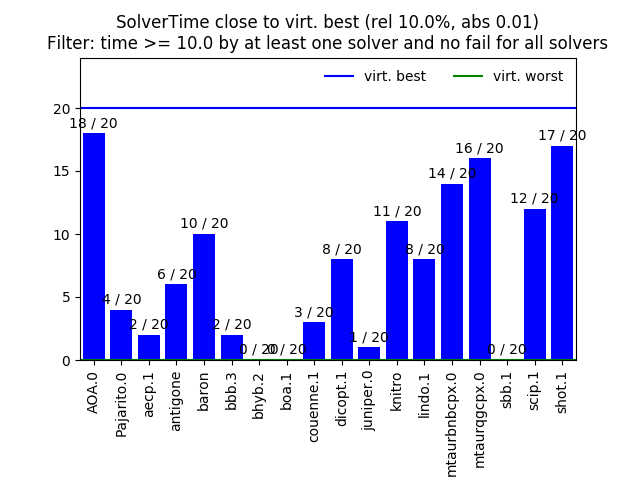 SolverTime close to virt. best (rel 10.0%, abs 0.01)
Filter: time >= 10.0 by at least one solver and no fail for all solvers
virt. best
virt. worst
20
15
10
5
0
18 / 20
4 / 20
2 / 20
6 / 20
10 / 20
2 / 20
0 / 20
0 / 20
3 / 20
8 / 20
1 / 20
11 / 20
8 / 20
14 / 20
16 / 20
0 / 20
12 / 20
17 / 20
AOA.0
Pajarito.0
aecp.1
antigone
baron
bbb.3
bhyb.2
boa.1
couenne.1
dicopt.1
juniper.0
knitro
lindo.1
mtaurbnbcpx.0
mtaurqgcpx.0
sbb.1
scip.1
shot.1